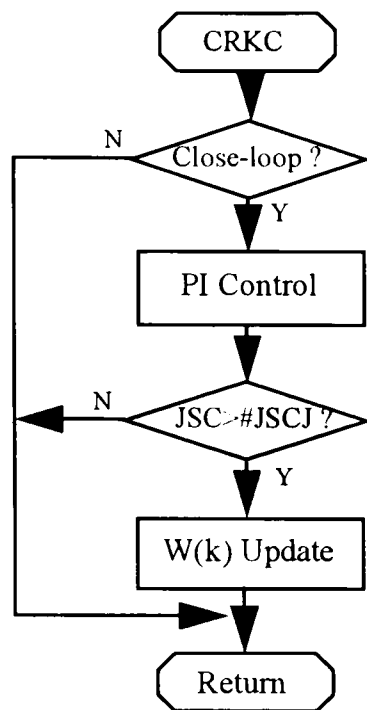 CRKC
N
Close-loop ?
Y
PI Control
N
JSC>#JSCJ ?
Y
W(k) Update
Return